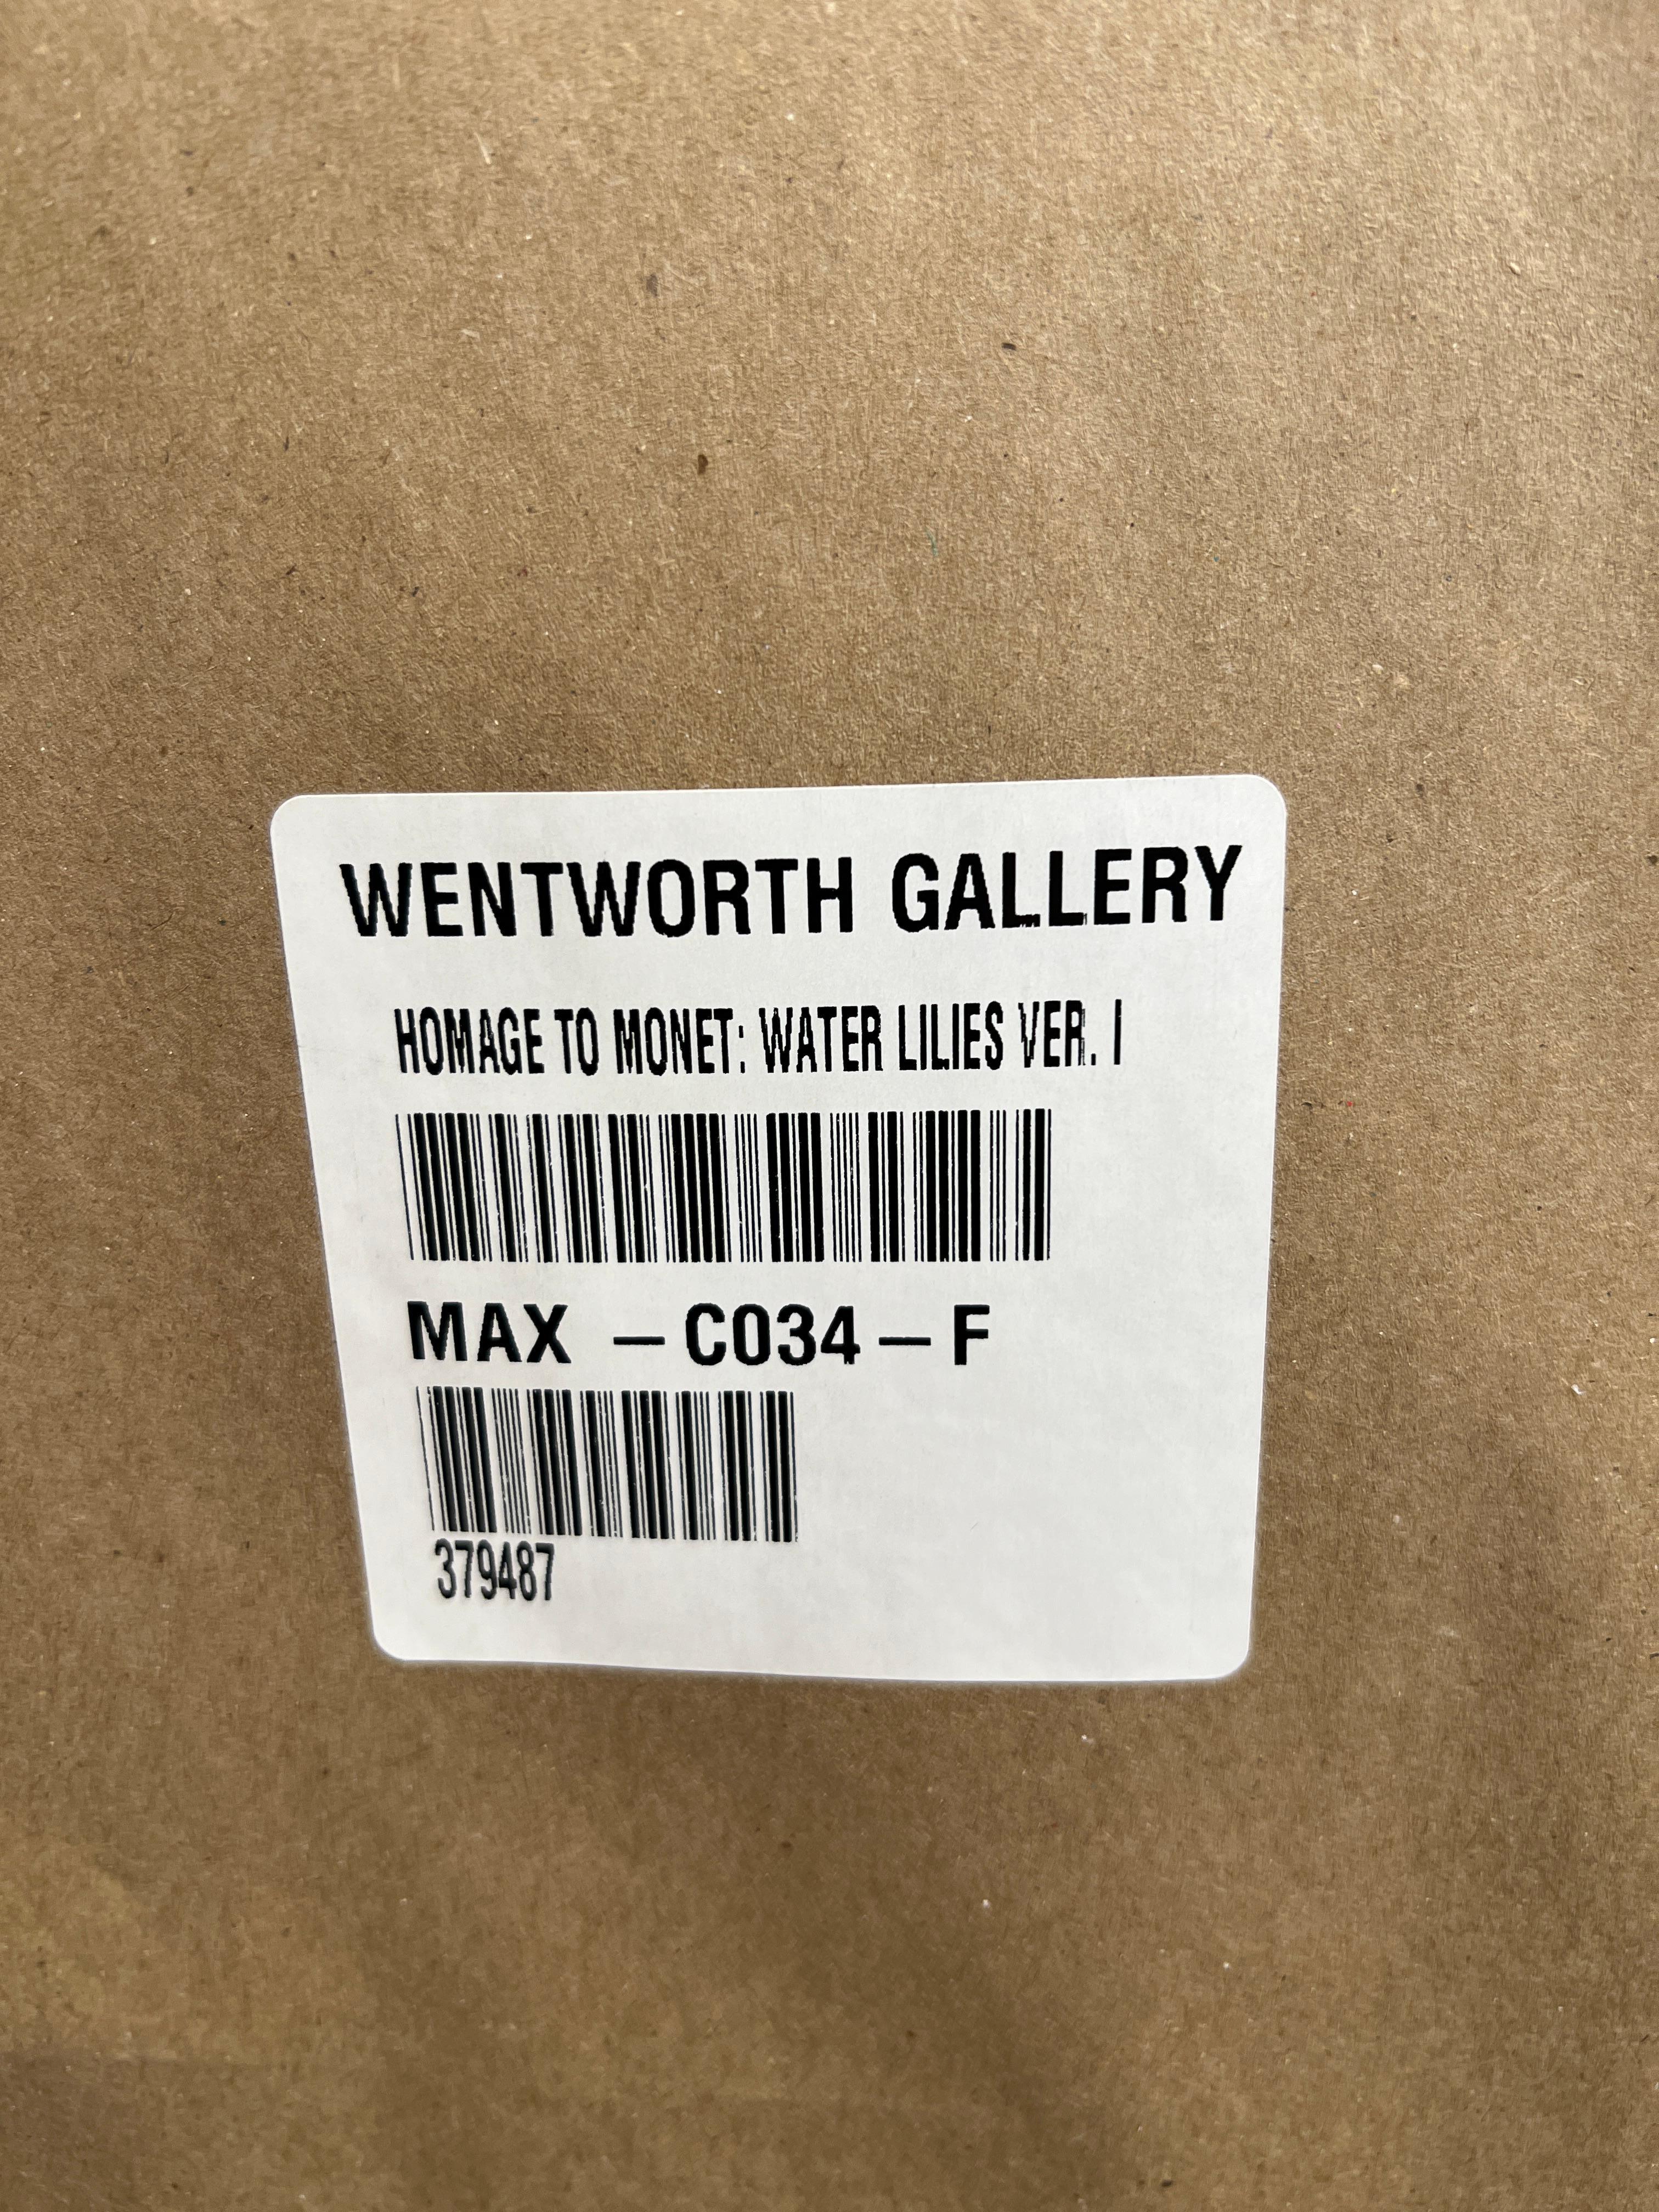 WENTWORTH GALLERY
HOMAGE TO MONET: WATER LILIES VER. I
MAX – C034 – F
379487